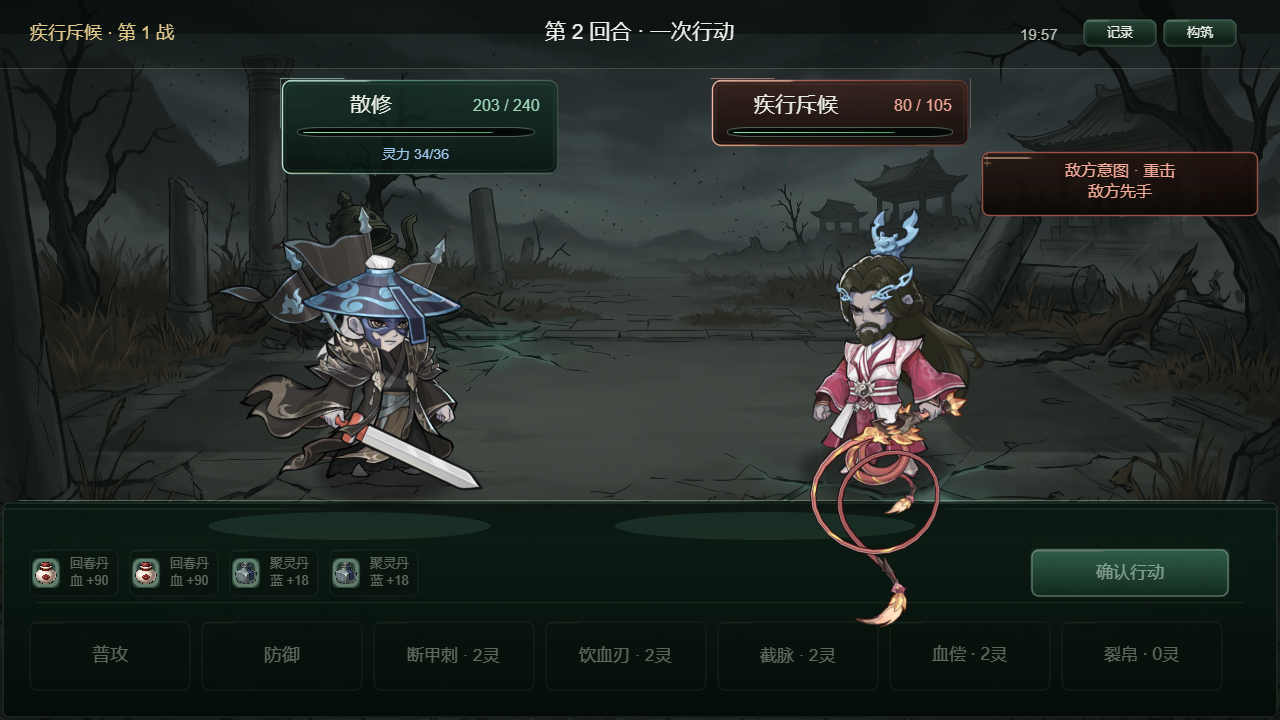 疾行斥候 · 第 1 战
第 2 回合 · 一次行动
19:57
记录
构筑
散修
203 / 240
灵力 34/36
疾行斥候
80 / 105
敌方意图 · 重击
敌方先手
回春丹
血 +90
回春丹
血 +90
聚灵丹
蓝 +18
聚灵丹
蓝 +18
确认行动
普攻
防御
断甲刺 · 2灵
饮血刃 · 2灵
截脉 · 2灵
血偿 · 2灵
裂帛 · 0灵